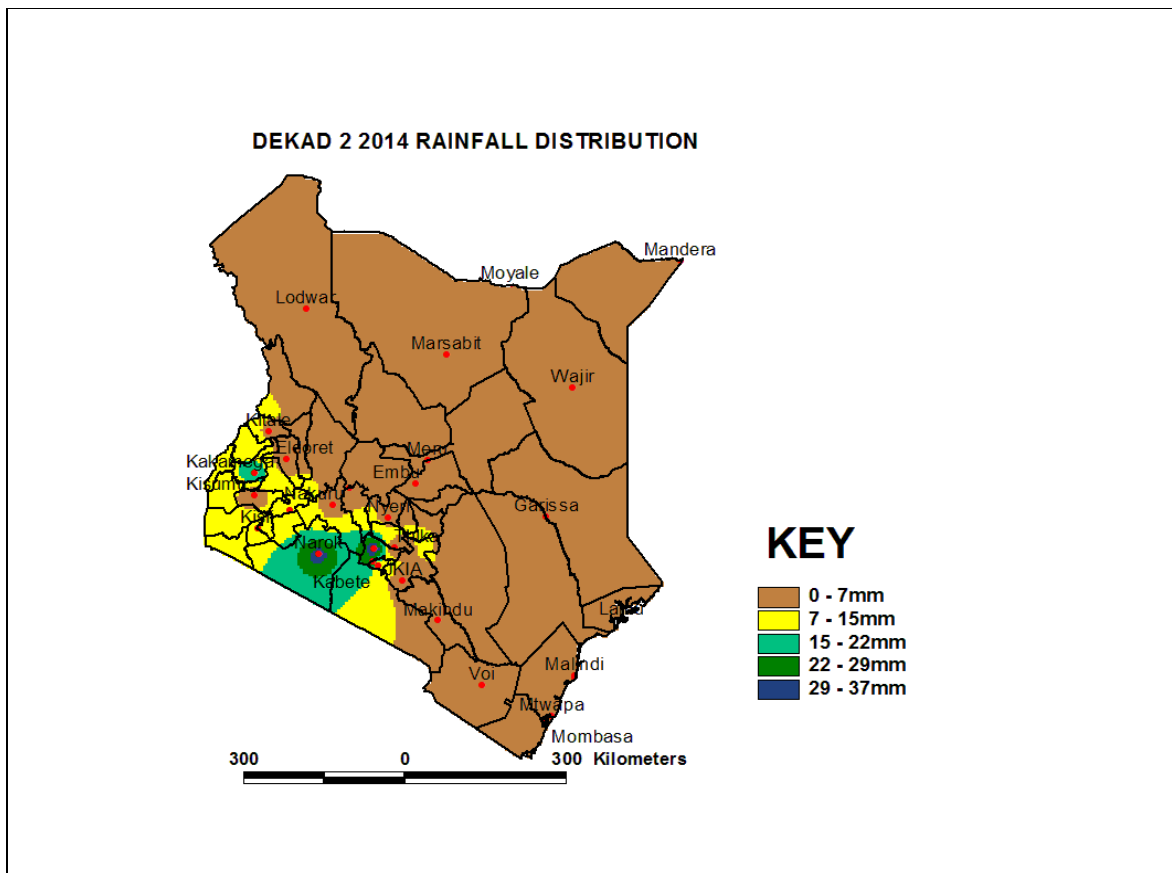 DEKAD 2 2014 RAINFALL DISTRIBUTION
Mandera
Moyale
Lodwar
Marsabit
Wajir
Kitale
Eldoret
Meru
Kakamega
Embu
Kisumu
Nakuru
Nyeri
Garissa
Kisii
Thika
Narok
JKIA
Kabete
Makindu
Lamu
Malindi
Voi
Mtwapa
Mombasa
KEY
0 - 7mm
7 - 15mm
15 - 22mm
22 - 29mm
29 - 37mm
300 0 300 Kilometers